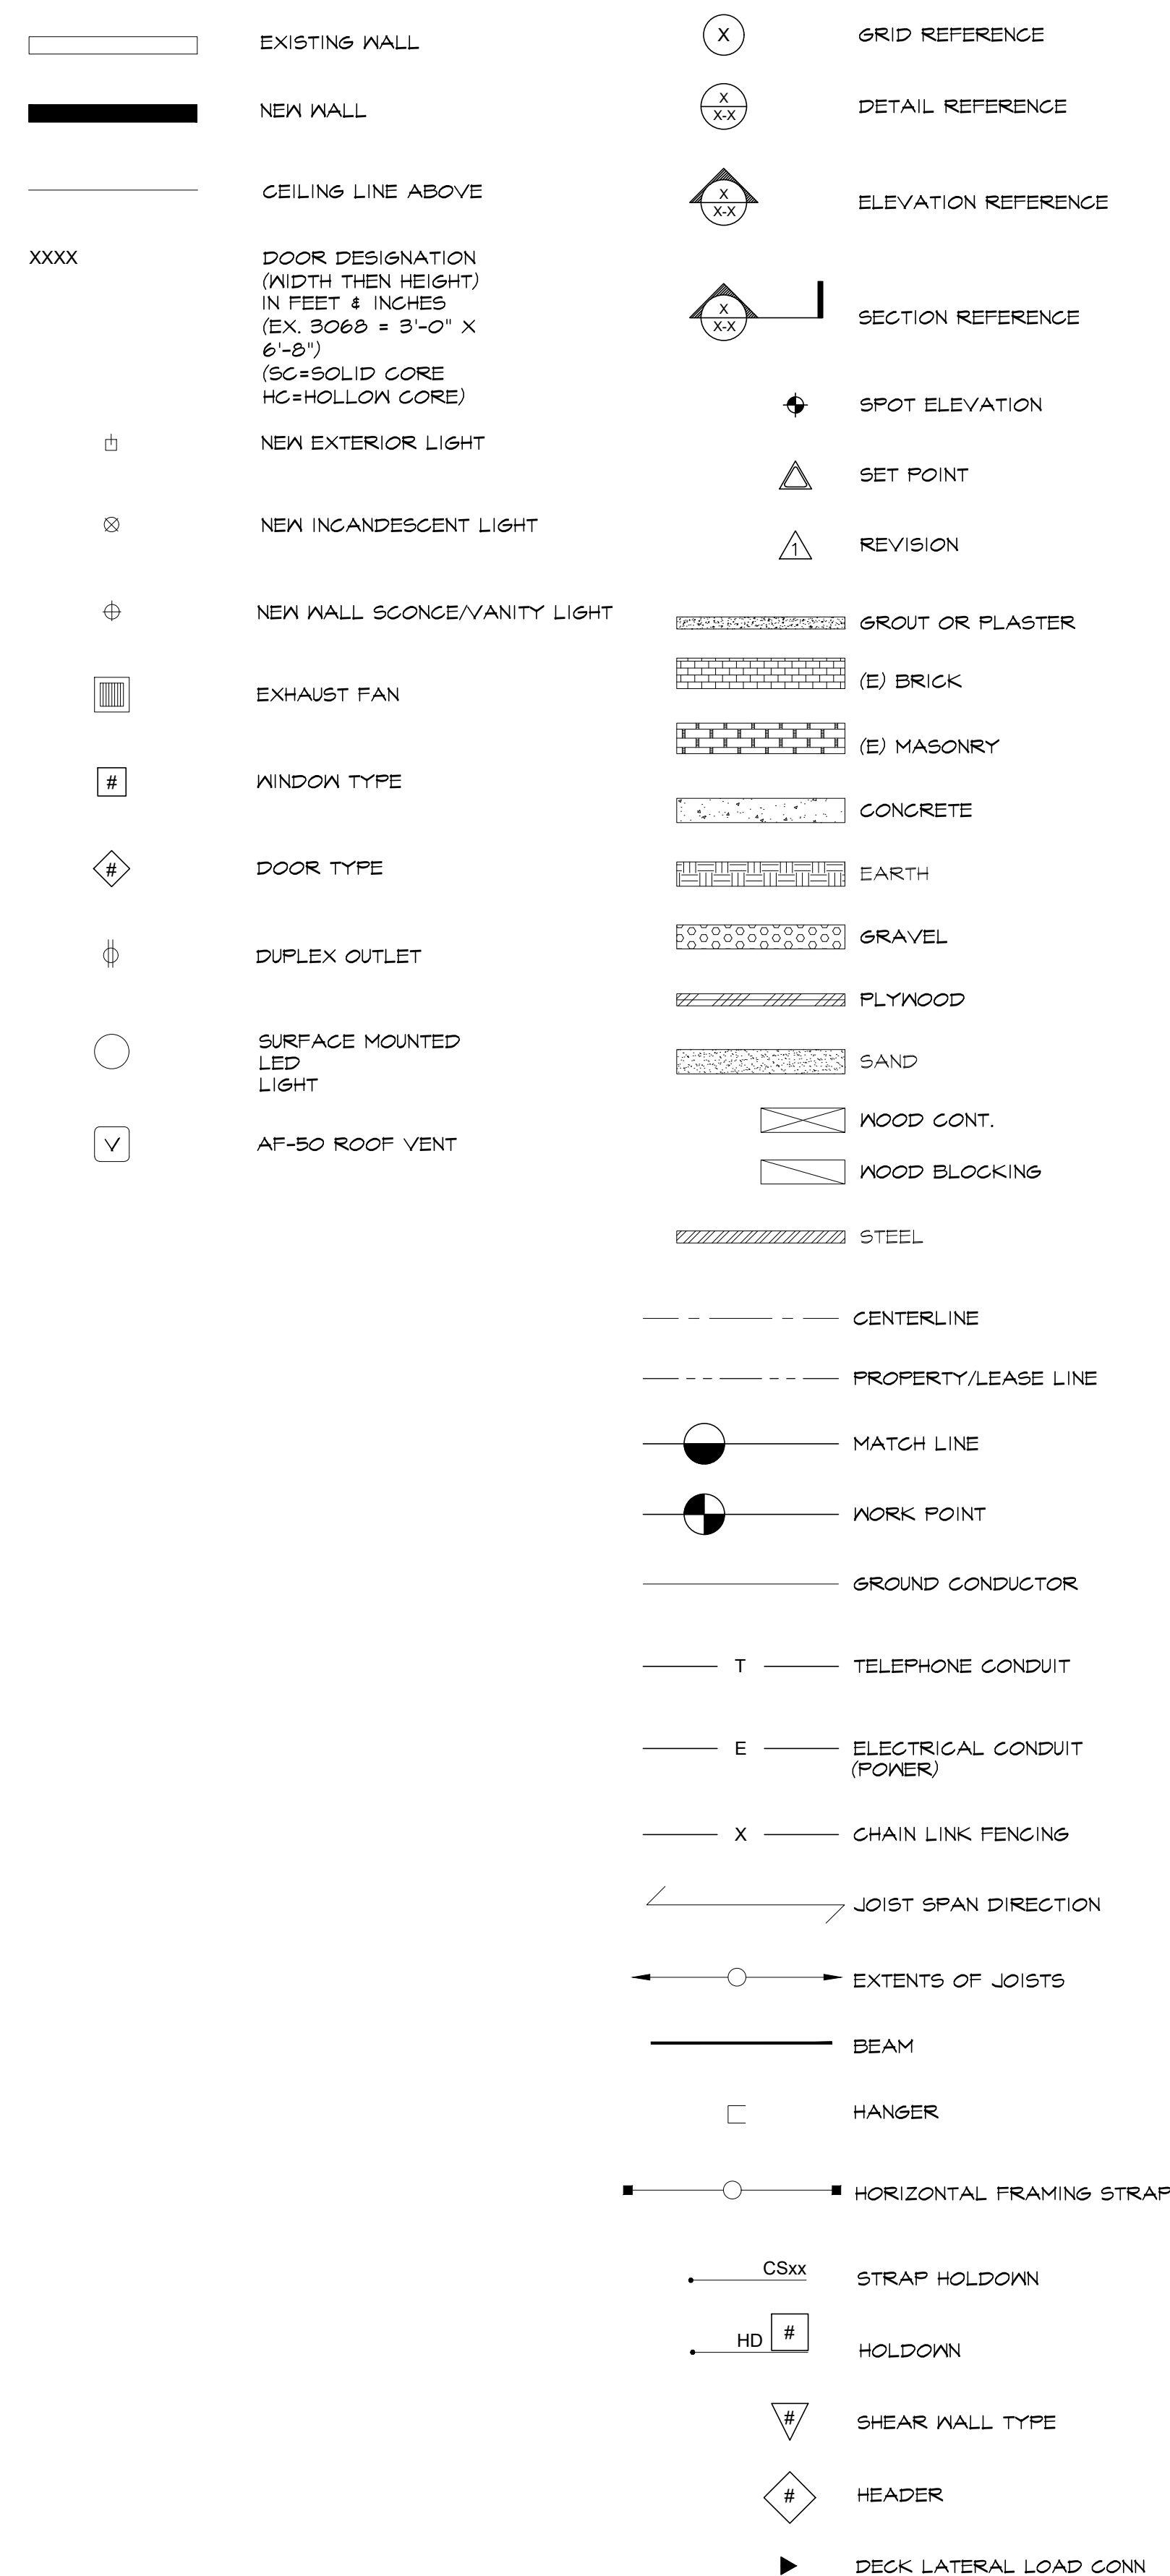 EXISTING WALL
NEW WALL
CEILING LINE ABOVE
XXXX
DOOR DESIGNATION
(WIDTH THEN HEIGHT)
IN FEET & INCHES
(EX. 3068 = 3'-0" X
6'-8")
(SC=SOLID CORE
HC=HOLLOW CORE)
NEW EXTERIOR LIGHT
NEW INCANDESCENT LIGHT
NEW WALL SCONCE/VANITY LIGHT
EXHAUST FAN
#
WINDOW TYPE
#
DOOR TYPE
DUPLEX OUTLET
SURFACE MOUNTED
LED
LIGHT
V
AF-50 ROOF VENT
X
GRID REFERENCE
X
X-X
DETAIL REFERENCE
X
X-X
ELEVATION REFERENCE
X
X-X
SECTION REFERENCE
SPOT ELEVATION
SET POINT
1
REVISION
GROUT OR PLASTER
(E) BRICK
(E) MASONRY
CONCRETE
EARTH
GRAVEL
PLYWOOD
SAND
WOOD CONT.
WOOD BLOCKING
STEEL
CENTERLINE
PROPERTY/LEASE LINE
MATCH LINE
WORK POINT
GROUND CONDUCTOR
T
TELEPHONE CONDUIT
E
ELECTRICAL CONDUIT
(POWER)
X
CHAIN LINK FENCING
JOIST SPAN DIRECTION
EXTENTS OF JOISTS
BEAM
HANGER
HORIZONTAL FRAMING STRAP
CSxx
STRAP HOLDOWN
HD #
HOLDOWN
#
SHEAR WALL TYPE
#
HEADER
DECK LATERAL LOAD CONN